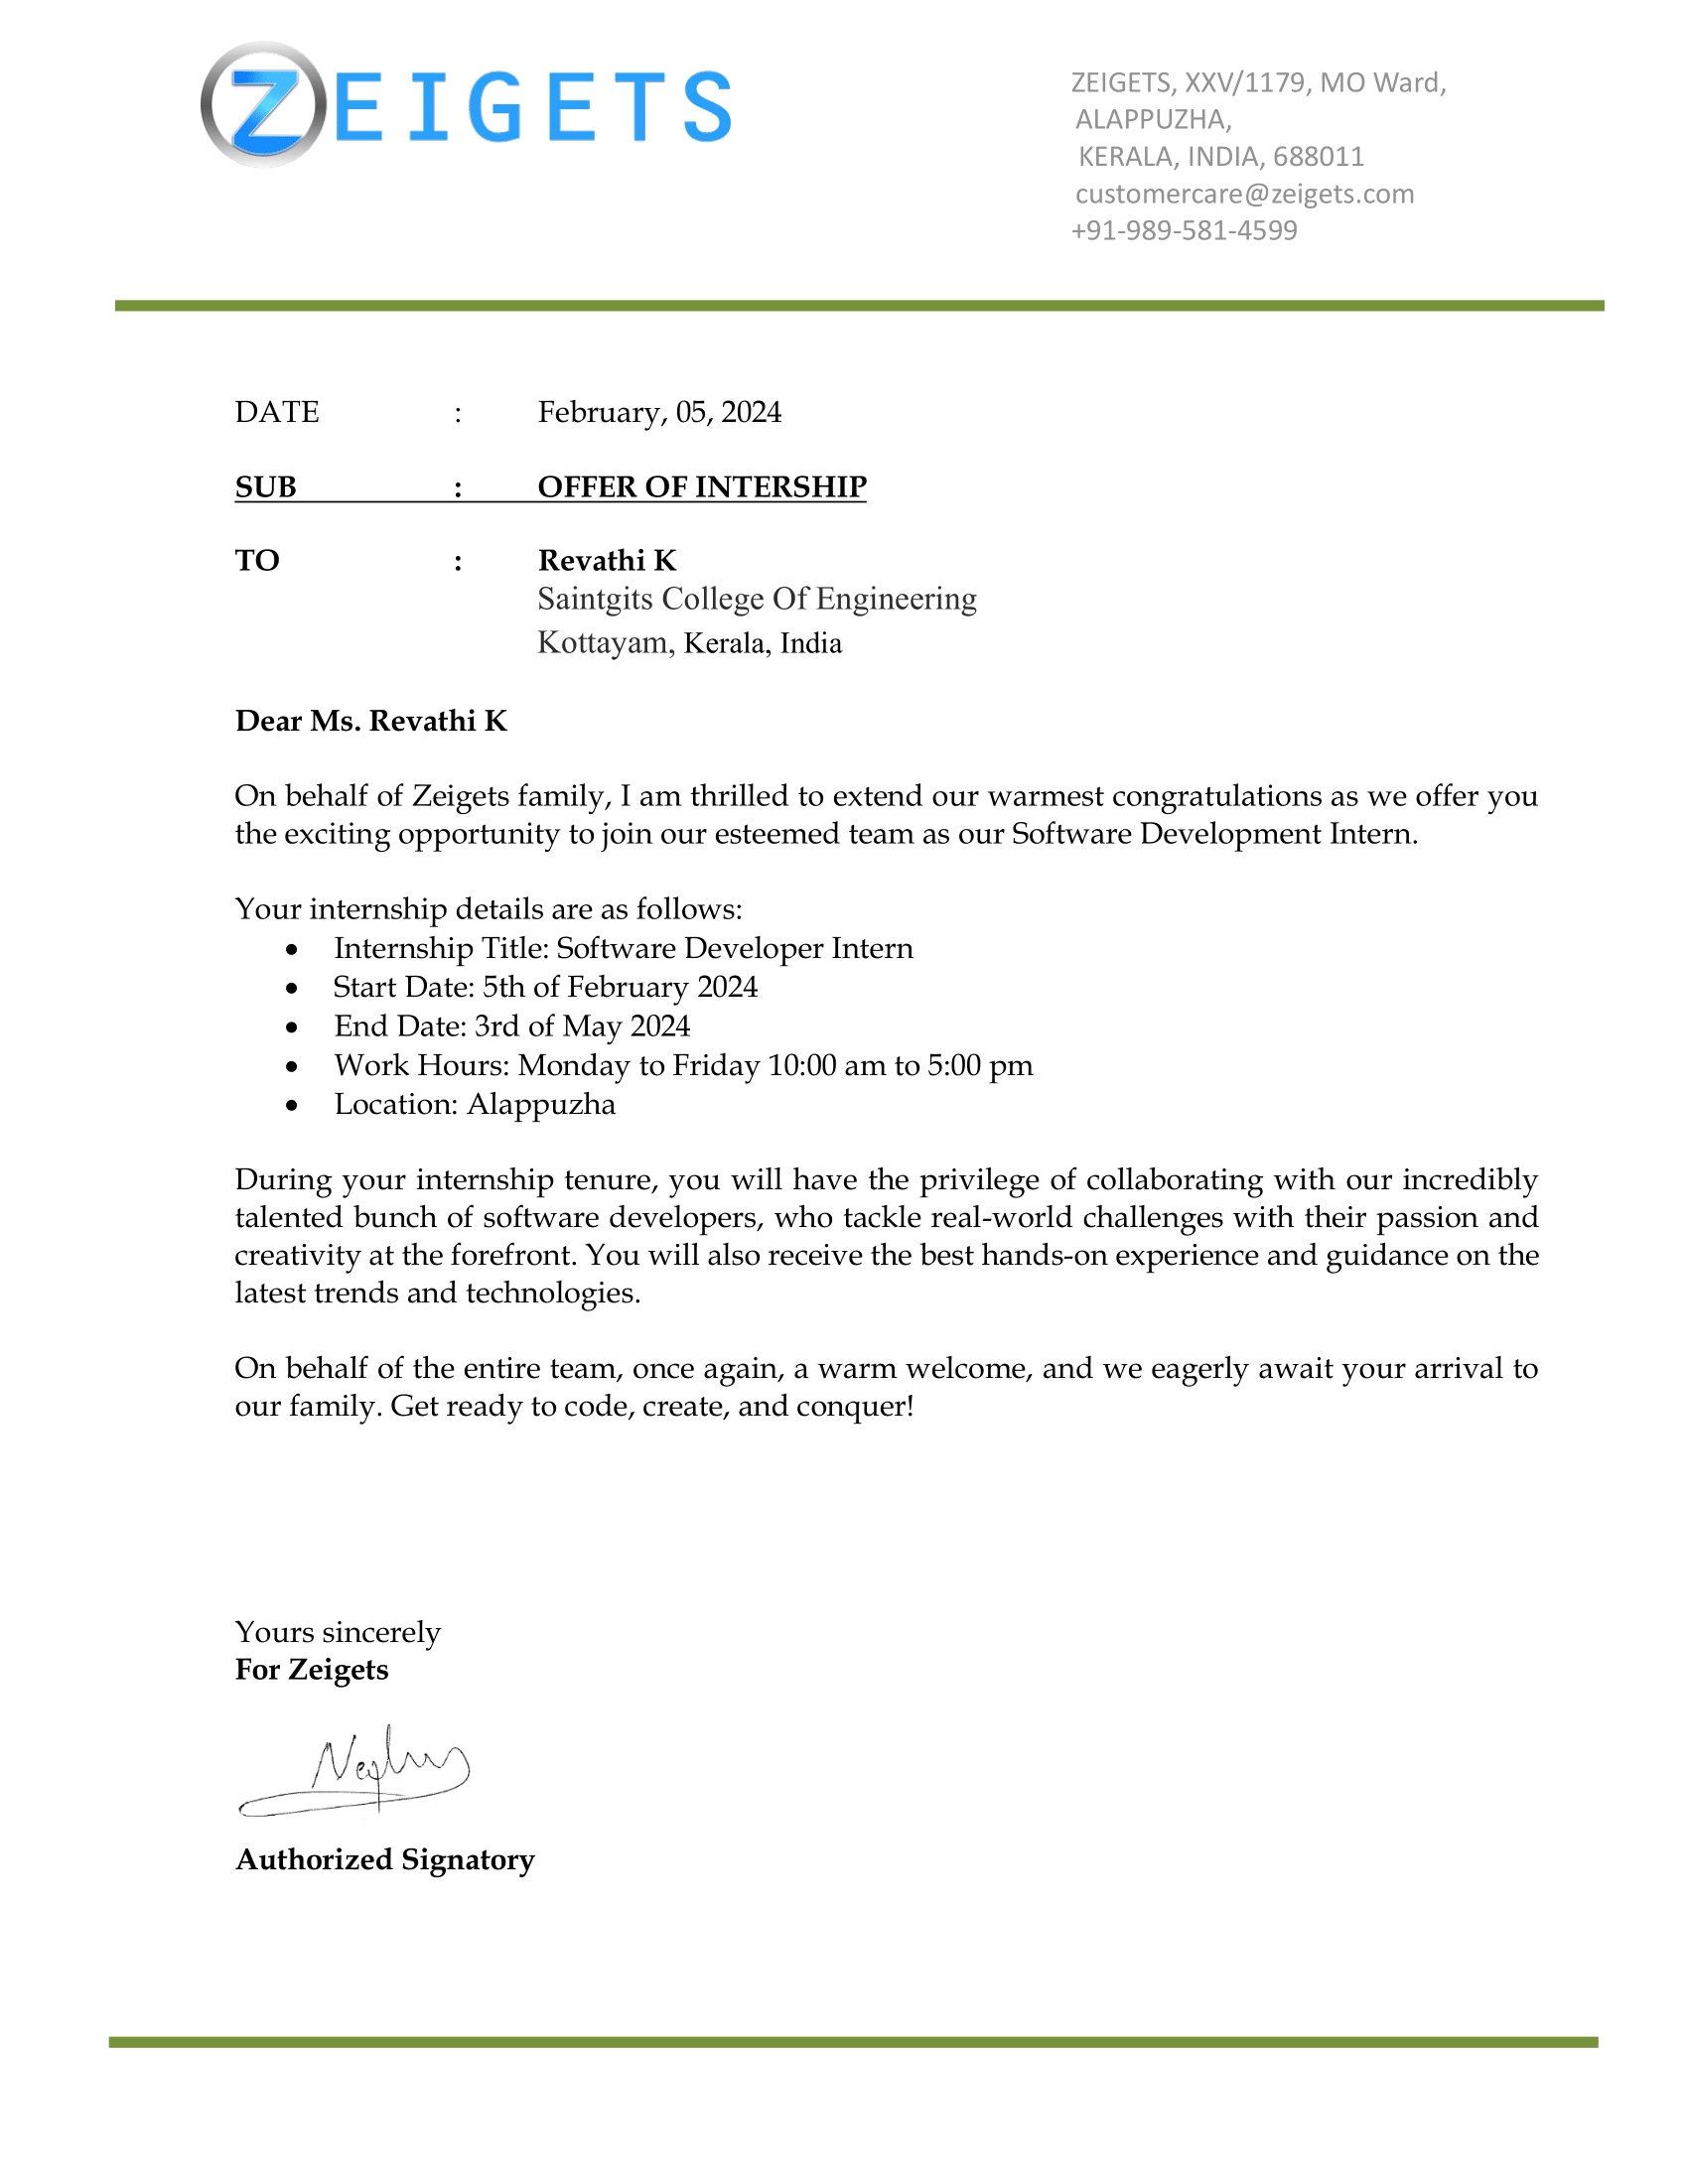 ZEIGETS
ZEIGETS, XXV/1179, MO Ward,
ALAPPUZHA,
KERALA, INDIA, 688011
customercare@zeigets.com
+91-989-581-4599
DATE : February, 05, 2024
SUB : OFFER OF INTERSHIP
TO : Revathi K
Saintgits College Of Engineering
Kottayam, Kerala, India
Dear Ms. Revathi K
On behalf of Zeigets family, I am thrilled to extend our warmest congratulations as we offer you
the exciting opportunity to join our esteemed team as our Software Development Intern.
Your internship details are as follows:
• Internship Title: Software Developer Intern
• Start Date: 5th of February 2024
• End Date: 3rd of May 2024
• Work Hours: Monday to Friday 10:00 am to 5:00 pm
• Location: Alappuzha
During your internship tenure, you will have the privilege of collaborating with our incredibly
talented bunch of software developers, who tackle real-world challenges with their passion and
creativity at the forefront. You will also receive the best hands-on experience and guidance on the
latest trends and technologies.
On behalf of the entire team, once again, a warm welcome, and we eagerly await your arrival to
our family. Get ready to code, create, and conquer!
Yours sincerely
For Zeigets
Authorized Signatory